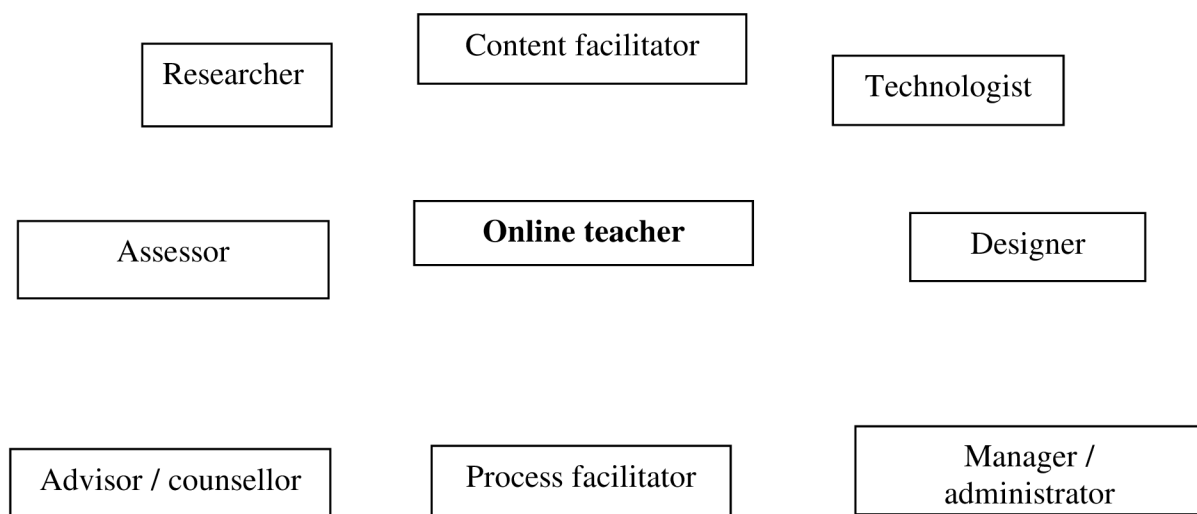 Researcher
Content facilitator
Technologist
Assessor
Online teacher
Designer
Advisor / counsellor
Process facilitator
Manager /
administrator